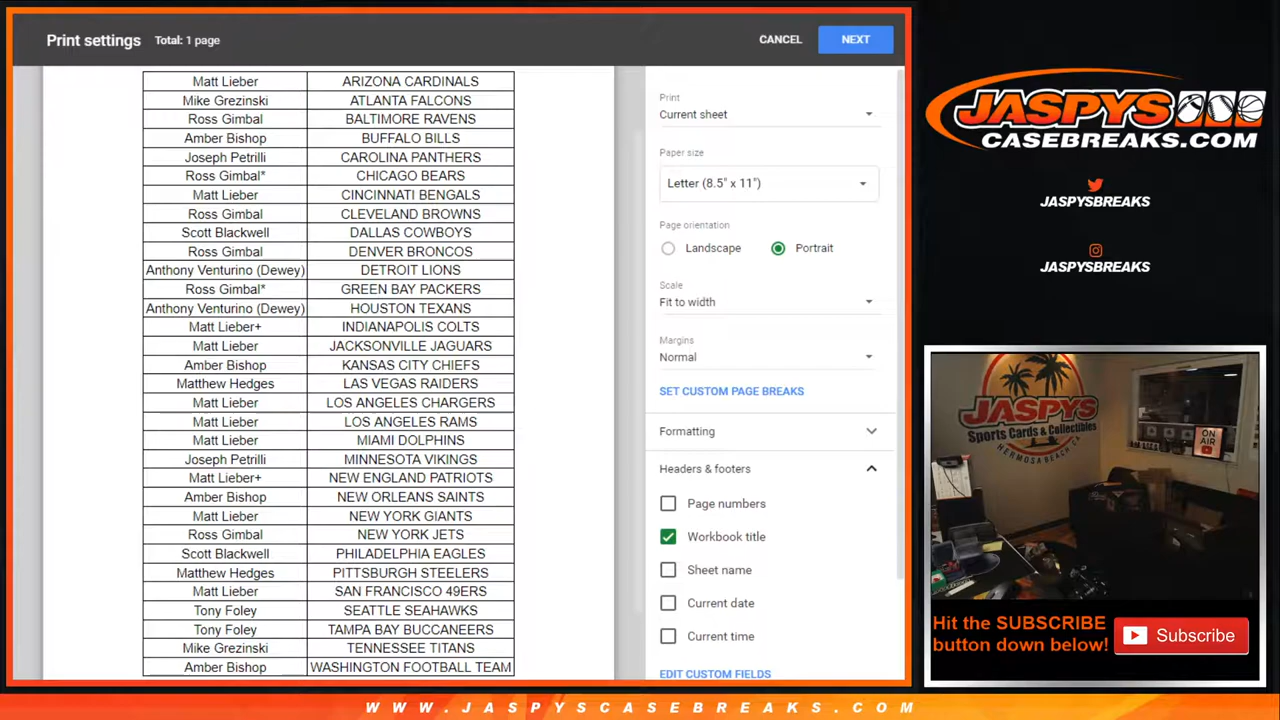 Print settings Total: 1 page
CANCEL NEXT
Matt Lieber ARIZONA CARDINALS
Mike Grezinski ATLANTA FALCONS
Ross Gimbal BALTIMORE RAVENS
Amber Bishop BUFFALO BILLS
Joseph Petrilli CAROLINA PANTHERS
Ross Gimbal* CHICAGO BEARS
Matt Lieber CINCINNATI BENGALS
Ross Gimbal CLEVELAND BROWNS
Scott Blackwell DALLAS COWBOYS
Ross Gimbal DENVER BRONCOS
Anthony Venturino (Dewey) DETROIT LIONS
Ross Gimbal* GREEN BAY PACKERS
Anthony Venturino (Dewey) HOUSTON TEXANS
Matt Lieber+ INDIANAPOLIS COLTS
Matt Lieber JACKSONVILLE JAGUARS
Amber Bishop KANSAS CITY CHIEFS
Matthew Hedges LAS VEGAS RAIDERS
Matt Lieber LOS ANGELES CHARGERS
Matt Lieber LOS ANGELES RAMS
Matt Lieber MIAMI DOLPHINS
Joseph Petrilli MINNESOTA VIKINGS
Matt Lieber+ NEW ENGLAND PATRIOTS
Amber Bishop NEW ORLEANS SAINTS
Matt Lieber NEW YORK GIANTS
Ross Gimbal NEW YORK JETS
Scott Blackwell PHILADELPHIA EAGLES
Matthew Hedges PITTSBURGH STEELERS
Matt Lieber SAN FRANCISCO 49ERS
Tony Foley SEATTLE SEAHAWKS
Tony Foley TAMPA BAY BUCCANEERS
Mike Grezinski TENNESSEE TITANS
Amber Bishop WASHINGTON FOOTBALL TEAM
Print
Current sheet
Paper size
Letter (8.5" x 11")
Page orientation
Landscape Portrait
Scale
Fit to width
Margins
Normal
SET CUSTOM PAGE BREAKS
Formatting
Headers & footers
Page numbers
Workbook title
Sheet name
Current date
Current time
EDIT CUSTOM FIELDS
JASPYS
CASEBREAKS.COM
JASPYSBREAKS
JASPYSBREAKS
JASPYS
Sports Cards & Collectibles
HERMOSA BEACH CA
ON
AIR
Hit the SUBSCRIBE
button down below!
Subscribe
WWW.JASPYSCASEBREAKS.COM